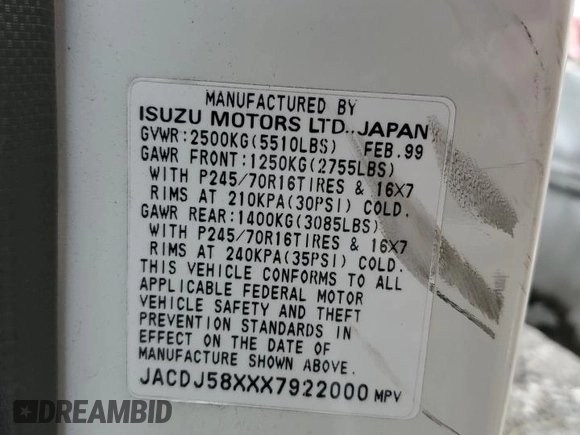 MANUFACTURED BY
ISUZU MOTORS LTD., JAPAN
GVWR:2500KG(5510LBS) FEB.99
GAWR FRONT:1250KG(2755LBS)
WITH P245/70R16TIRES & 16X7
RIMS AT 210KPA(30PSI) COLD.
GAWR REAR:1400KG(3085LBS)
WITH P245/70R16TIRES & 16X7
RIMS AT 240KPA(35PSI) COLD.
THIS VEHICLE CONFORMS TO ALL
APPLICABLE FEDERAL MOTOR
VEHICLE SAFETY AND THEFT
PREVENTION STANDARDS IN
EFFECT ON THE DATE OF
MANUFACTURE SHOWN ABOVE.
JACDJ58XXX7922000 MPV
DREAMBID